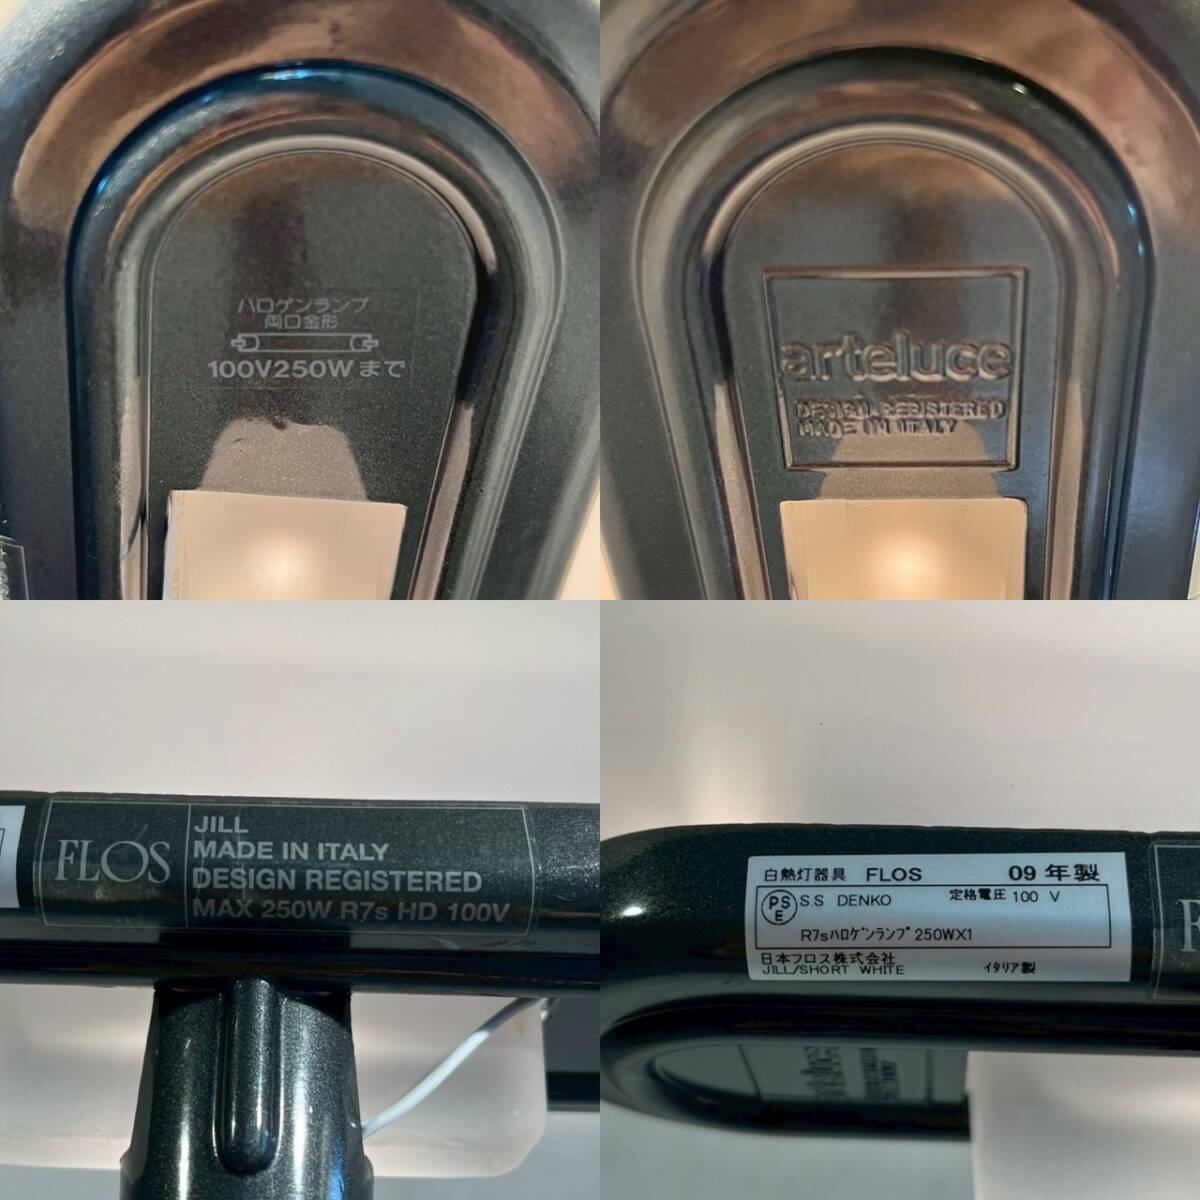 ハロゲンランプ
両口金形
100V250Wまで
arteluce
DESIGN REGISTERED
MADE IN ITALY
FLOS
JILL
MADE IN ITALY
DESIGN REGISTERED
MAX 250W R7s HD 100V
白熱灯器具 FLOS 09年製
PSE S.S DENKO 定格電圧 100 V
R7sﾊﾛｹﾞﾝﾗﾝﾌﾟ 250WX1
日本フロス株式会社
JILL/SHORT WHITE ｲﾀﾘｱ製